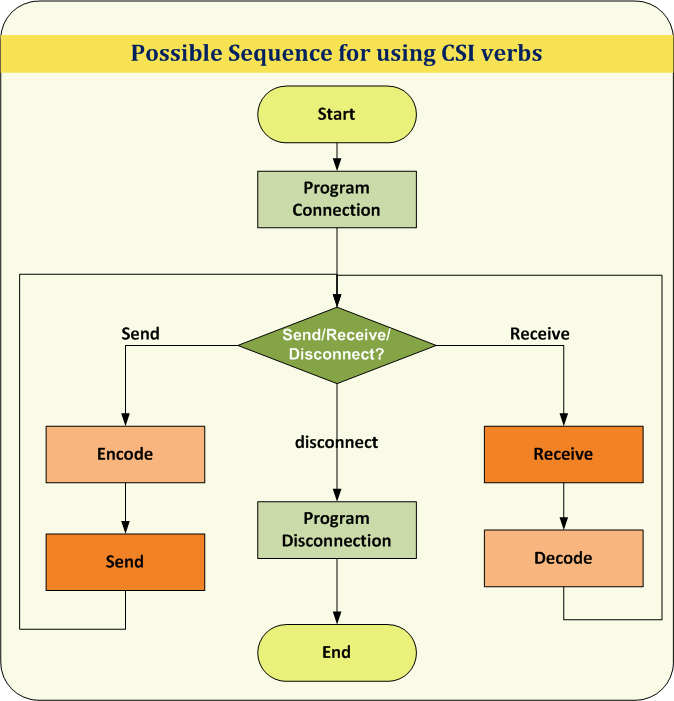 Possible Sequence for using CSI verbs
Start
Program
Connection
Send/Receive/
Disconnect?
Send
Receive
disconnect
Encode
Send
Program
Disconnection
Receive
Decode
End